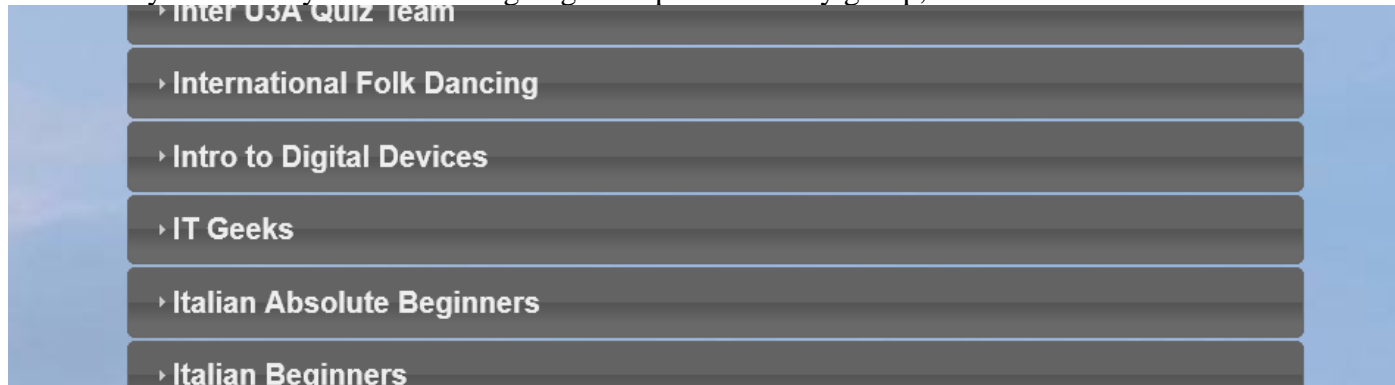 Inter U3A Quiz Team
International Folk Dancing
Intro to Digital Devices
IT Geeks
Italian Absolute Beginners
Italian Beginners